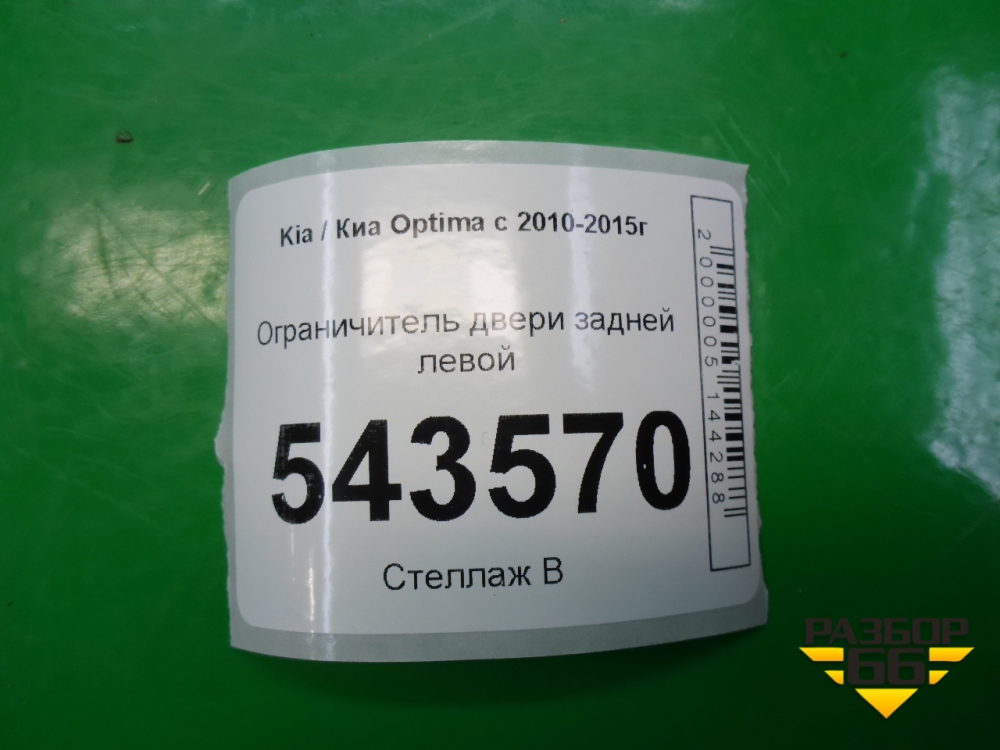 Kia / Киа Optima с 2010-2015г
Ограничитель двери задней
левой
543570
Стеллаж В
2000005144288
РАЗБОР
66